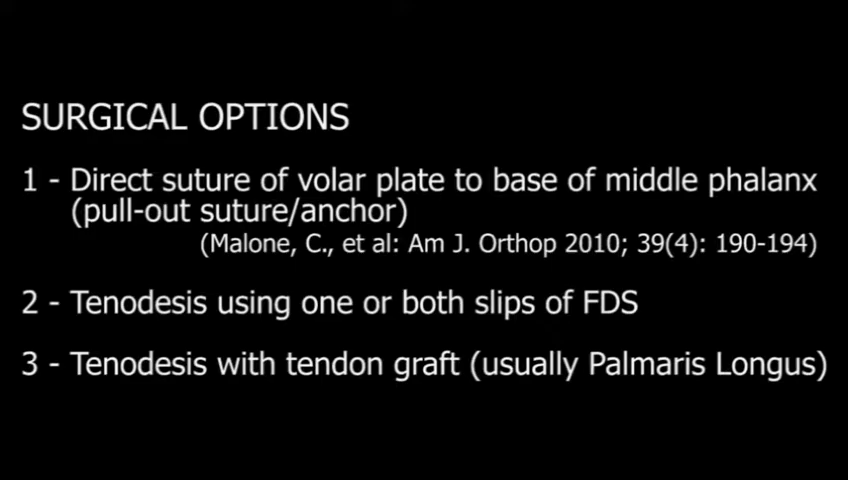 SURGICAL OPTIONS
1 - Direct suture of volar plate to base of middle phalanx
(pull-out suture/anchor)
(Malone, C., et al: Am J. Orthop 2010; 39(4): 190-194)
2 - Tenodesis using one or both slips of FDS
3 - Tenodesis with tendon graft (usually Palmaris Longus)